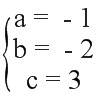 a = - 1
b = - 2
c = 3